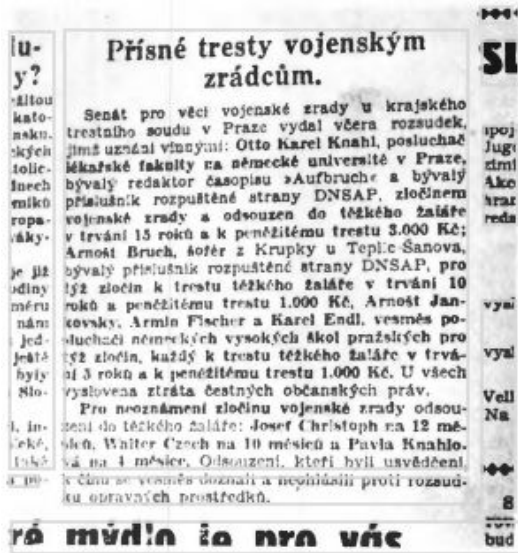 Přísné tresty vojenským
zrádcům.
Senát pro věci vojenské zrady u krajského
trestního soudu v Praze vydal včera rozsudek,
jímž uznáni vinnými: Otto Karel Knahl, posluchač
lékařské fakulty na německé universitě v Praze,
bývalý redaktor časopisu »Aufbruch« a bývalý
příslušník rozpuštěné strany DNSAP, zločinem
vojenské zrady a odsouzen do těžkého žaláře
v trvání 15 roků a k peněžitému trestu 3.000 Kč;
Arnošt Bruch, šofér z Krupky u Teplic-Šanova,
bývalý příslušník rozpuštěné strany DNSAP, pro
týž zločin k trestu těžkého žaláře v trvání 10
roků a peněžitému trestu 1.000 Kč, Arnošt Jan-
kovsky, Armin Fischer a Karel Endl, vesměs po-
sluchači německých vysokých škol pražských pro
týž zločin, každý k trestu těžkého žaláře v trvá-
ní 3 roků a k peněžitému trestu 1.000 Kč. U všech
vyslovena ztráta čestných občanských práv.
Pro neoznámení zločinu vojenské zrady odsou-
zeni do těžkého žaláře: Josef Christoph na 12 mě-
síců, Walter Czech na 10 měsíců a Pavla Knahlo-
vá na 4 měsíce. Odsouzení, kteří byli usvědčeni,
k činu se vesměs doznali a neohlásili proti rozsud-
ku opravných prostředků.
mýdlo je pro vás